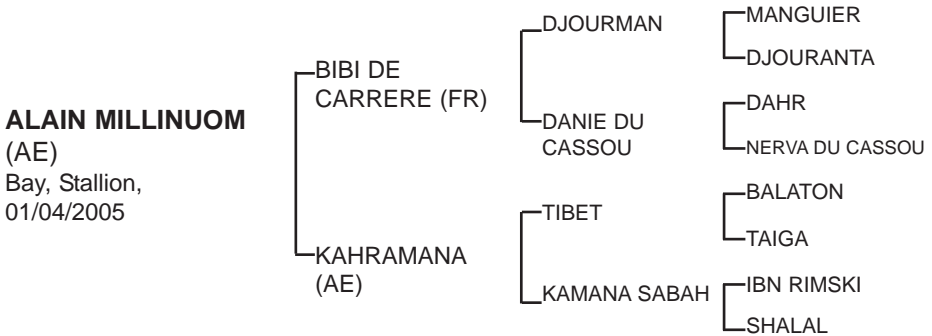 ALAIN MILLINUOM
(AE)
Bay, Stallion,
01/04/2005
BIBI DE
CARRERE (FR)
KAHRAMANA
(AE)
DJOURMAN
DANIE DU
CASSOU
TIBET
KAMANA SABAH
MANGUIER
DJOURANTA
DAHR
NERVA DU CASSOU
BALATON
TAIGA
IBN RIMSKI
SHALAL